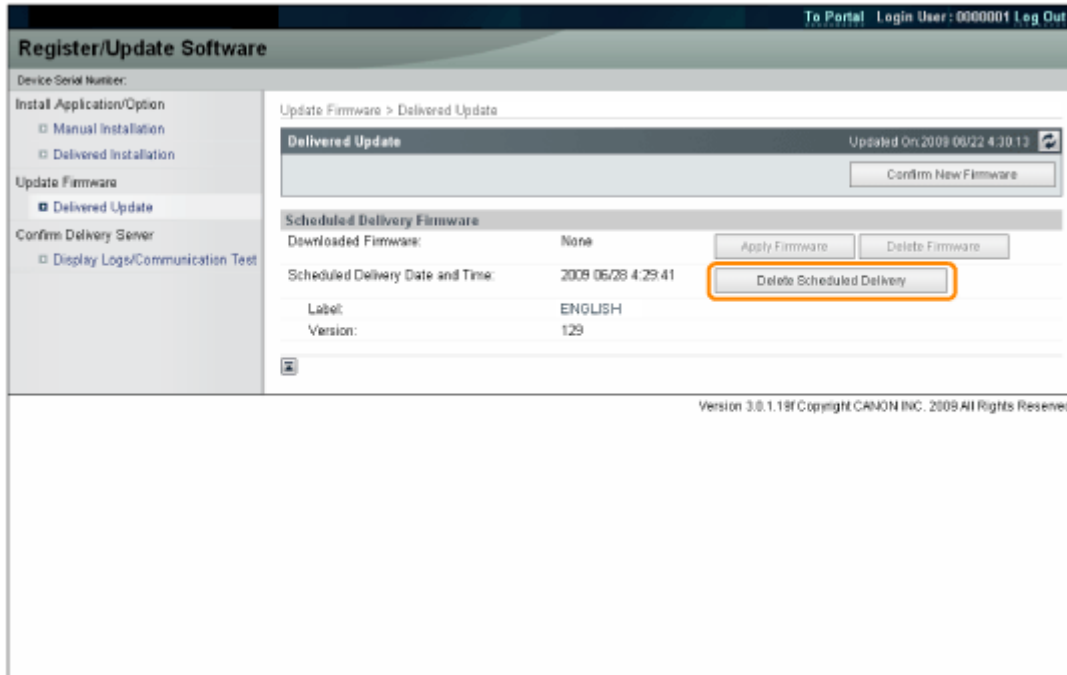 To Portal Login User : 0000001 Log Out
Register/Update Software
Device Serial Number:
Install Application/Option
Manual Installation
Delivered Installation
Update Firmware
Delivered Update
Confirm Delivery Server
Display Logs/Communication Test
Update Firmware > Delivered Update
Delivered Update Updated On:2009 06/22 4:30:13
Confirm New Firmware
Scheduled Delivery Firmware
Downloaded Firmware: None Apply Firmware Delete Firmware
Scheduled Delivery Date and Time: 2009 06/28 4:29:41 Delete Scheduled Delivery
Label: ENGLISH
Version: 129
Version 3.0.1.19f Copyright CANON INC. 2009 All Rights Reserve